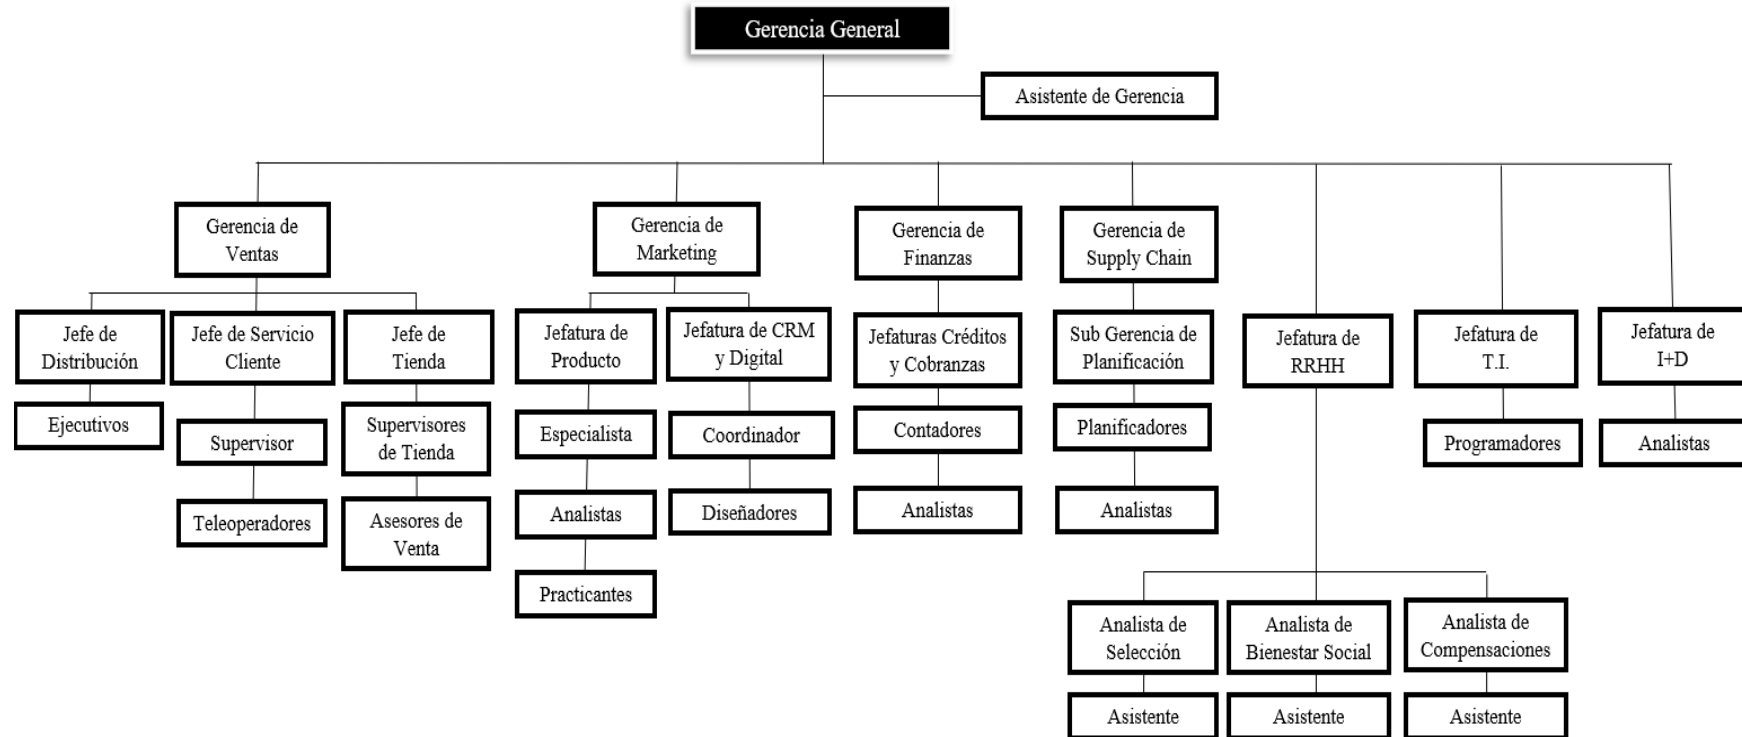 Gerencia General
Asistente de Gerencia
Gerencia de
Ventas
Gerencia de
Marketing
Gerencia de
Finanzas
Gerencia de
Supply Chain
Jefe de
Distribución
Jefe de Servicio
Cliente
Jefe de
Tienda
Jefatura de
Producto
Jefatura de CRM
y Digital
Jefaturas Créditos
y Cobranzas
Sub Gerencia de
Planificación
Jefatura de
RRHH
Jefatura de
T.I.
Jefatura de
I+D
Ejecutivos
Supervisor
Supervisores
de Tienda
Especialista
Coordinador
Contadores
Planificadores
Programadores
Analistas
Teleoperadores
Asesores de
Venta
Analistas
Diseñadores
Analistas
Analistas
Practicantes
Analista de
Selección
Analista de
Bienestar Social
Analista de
Compensaciones
Asistente
Asistente
Asistente